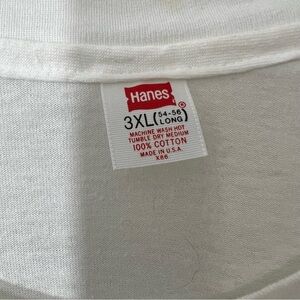 Hanes
®
3XL(54-56
LONG)
MACHINE WASH HOT
TUMBLE DRY MEDIUM
100% COTTON
MADE IN U.S.A.
X86